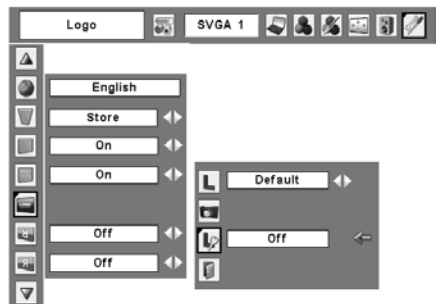 Logo
SVGA 1
English
Store
On
On
Default
Off
Off
Off